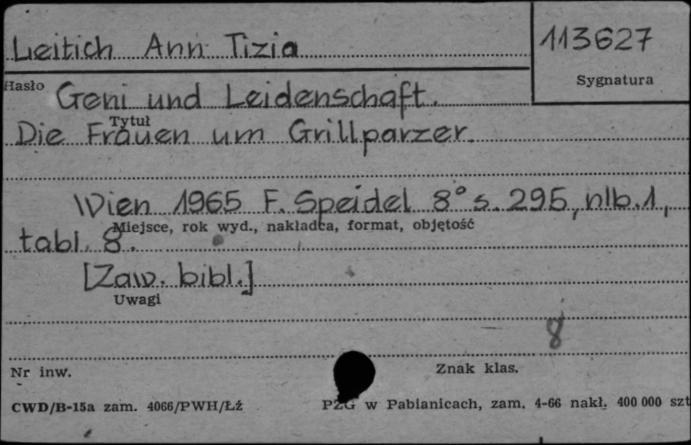 Leitich Ann Tizia
113627
Hasło
Sygnatura
Geni und Leidenschaft.
Tytuł
Die Frauen um Grillparzer.
Wien 1965 F. Speidel 8° s. 295, nlb. 1,
Miejsce, rok wyd., nakładca, format, objętość
tabl. 8.
[Zaw. bibl.]
Uwagi
8
Nr inw.
Znak klas.
CWD/B-15a zam. 4066/PWH/Łź
PZG w Pabianicach, zam. 4-66 nakł. 400 000 szt